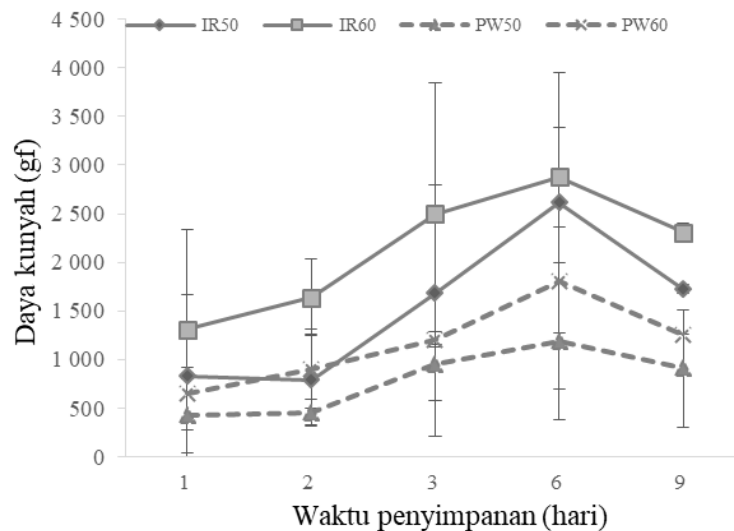 IR50 IR60 PW50 PW60
4 500
4 000
3 500
3 000
2 500
2 000
1 500
1 000
500
0
Daya kunyah (gf)
1 2 3 6 9
Waktu penyimpanan (hari)